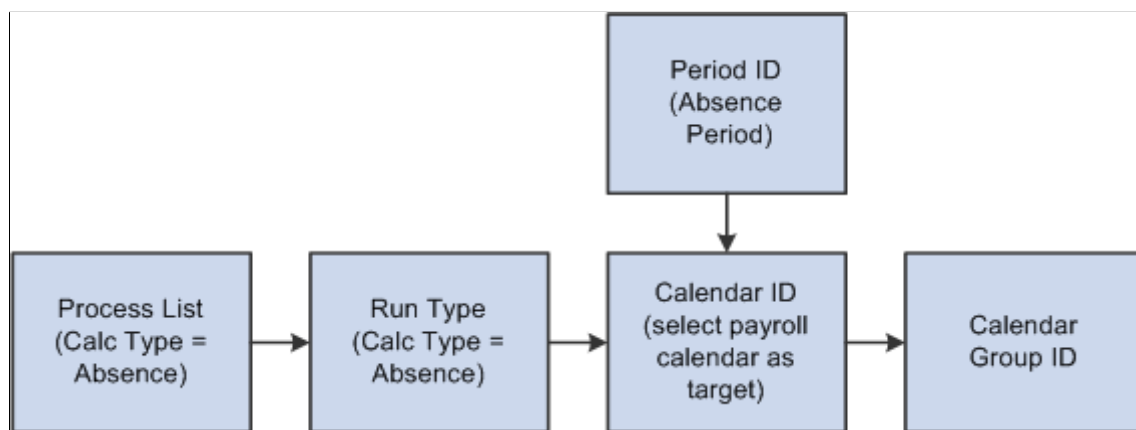 Period ID
(Absence
Period)
Process List
(Calc Type =
Absence)
Run Type
(Calc Type =
Absence)
Calendar ID
(select payroll
calendar as
target)
Calendar
Group ID